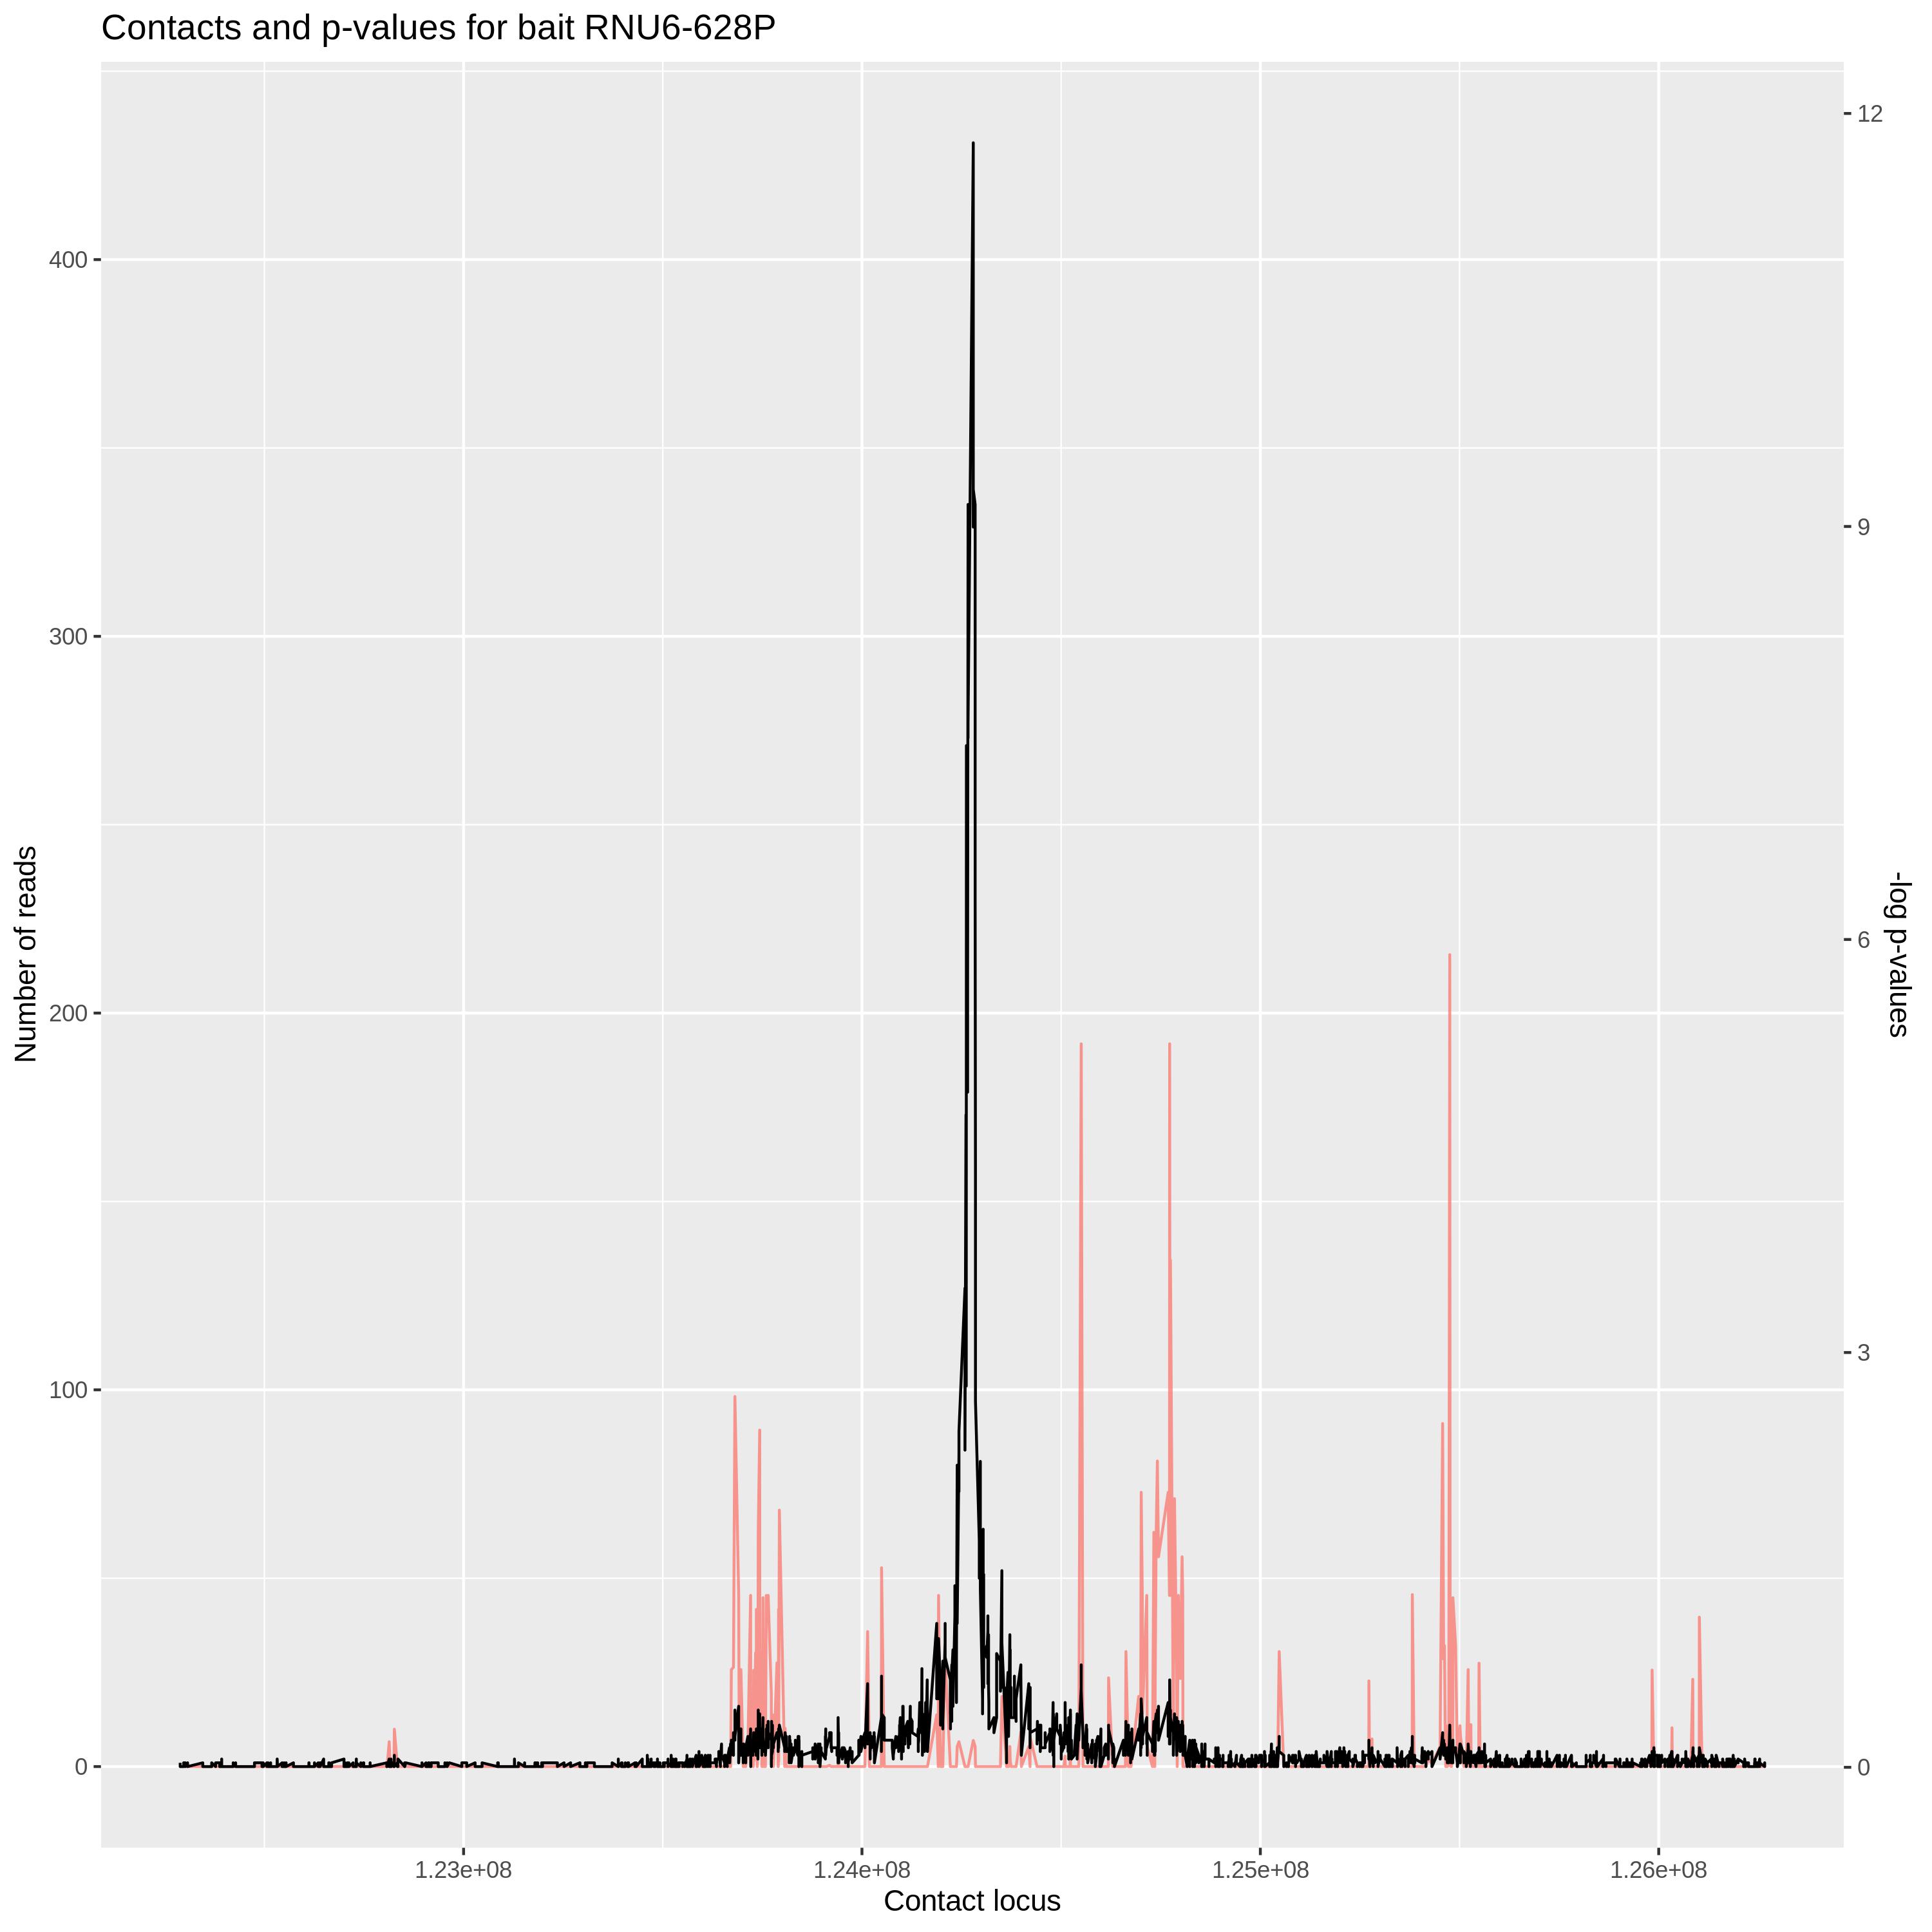 Contacts and p-values for bait RNU6-628P
Number of reads
400
300
200
100
0
12
9
6
3
0
-log p-values
1.23e+08
1.24e+08
1.25e+08
1.26e+08
Contact locus